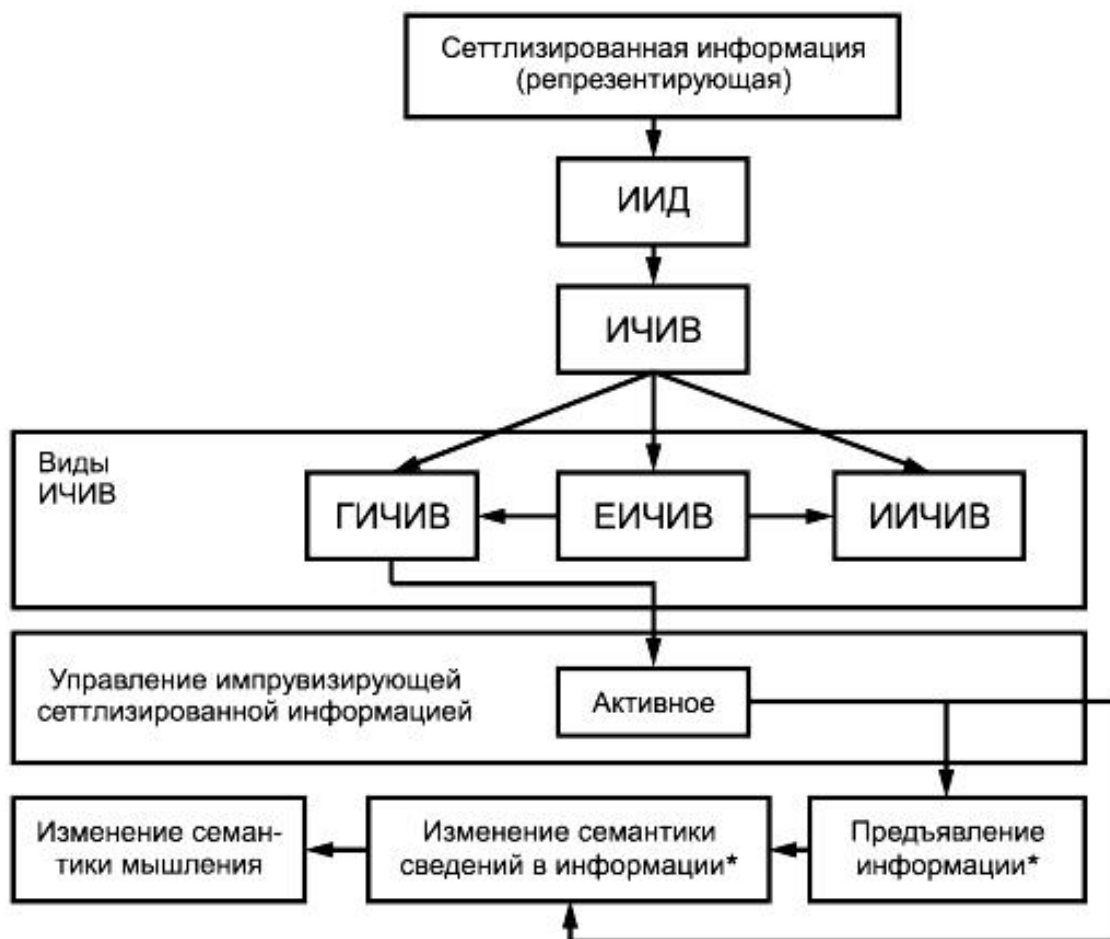 Сеттлизированная информация
(репрезентирующая)
ИИД
ИЧИВ
Виды
ИЧИВ
ГИЧИВ
ЕИЧИВ
ИИЧИВ
Управление импрувизирующей
сеттлизированной информацией
Активное
Изменение семан-
тики мышления
Изменение семантики
сведений в информации*
Предъявление
информации*